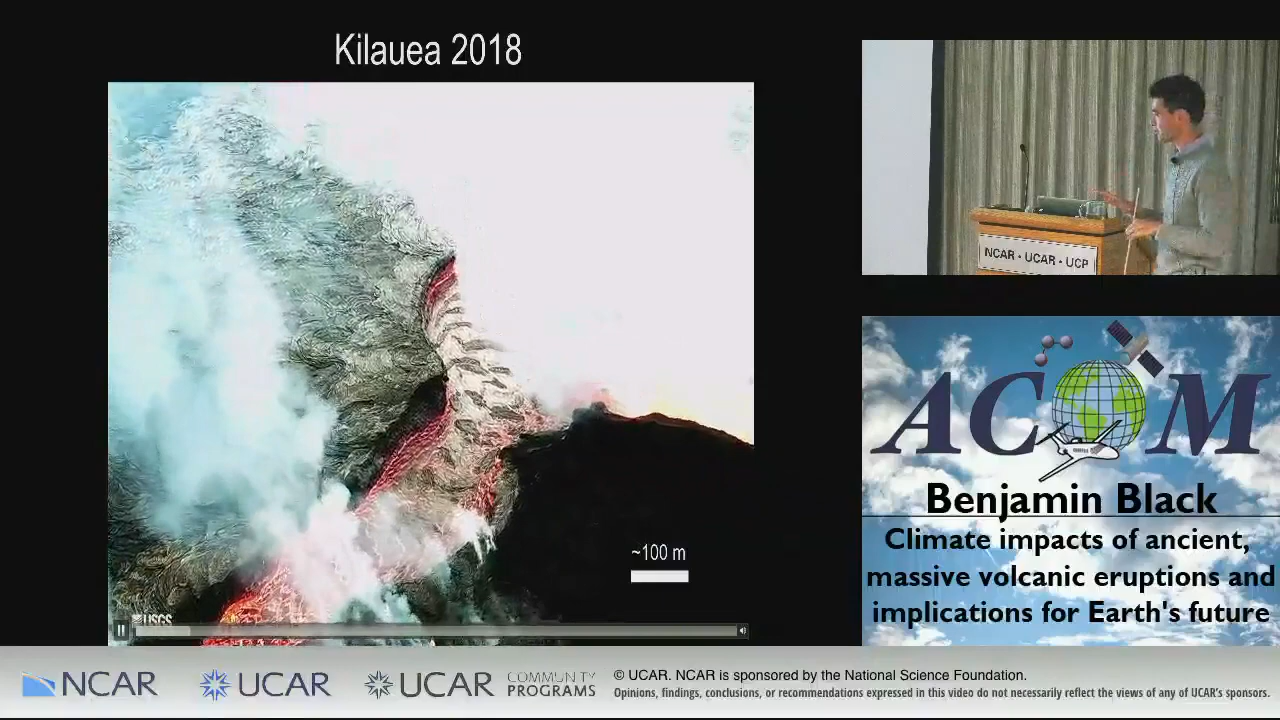 Kilauea 2018
~100 m
USGS
NCAR • UCAR • UCP
ACOM
Benjamin Black
Climate impacts of ancient,
massive volcanic eruptions and
implications for Earth's future
NCAR
UCAR
UCAR
COMMUNITY
PROGRAMS
© UCAR. NCAR is sponsored by the National Science Foundation.
Opinions, findings, conclusions, or recommendations expressed in this video do not necessarily reflect the views of any of UCAR's sponsors.